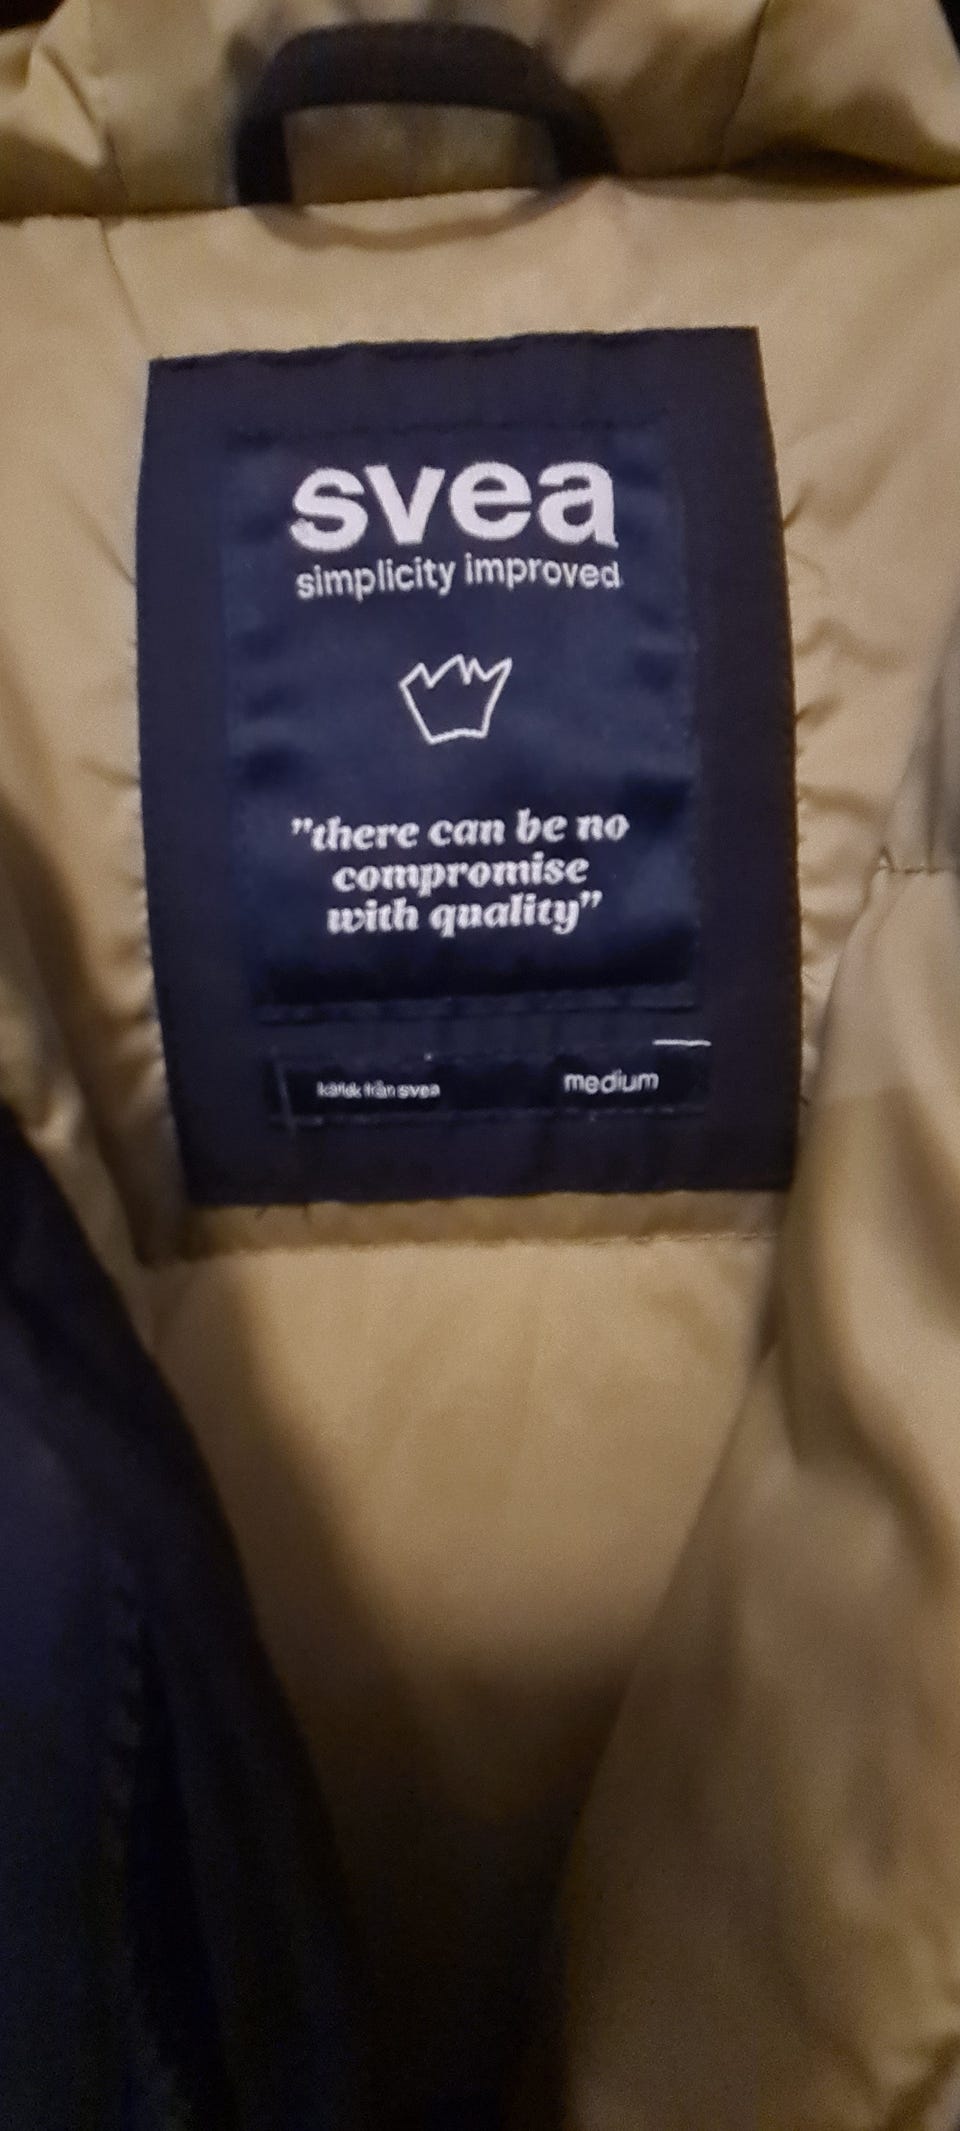 svea
simplicity improved
”there can be no
compromise
with quality”
kärlek från svea
medium